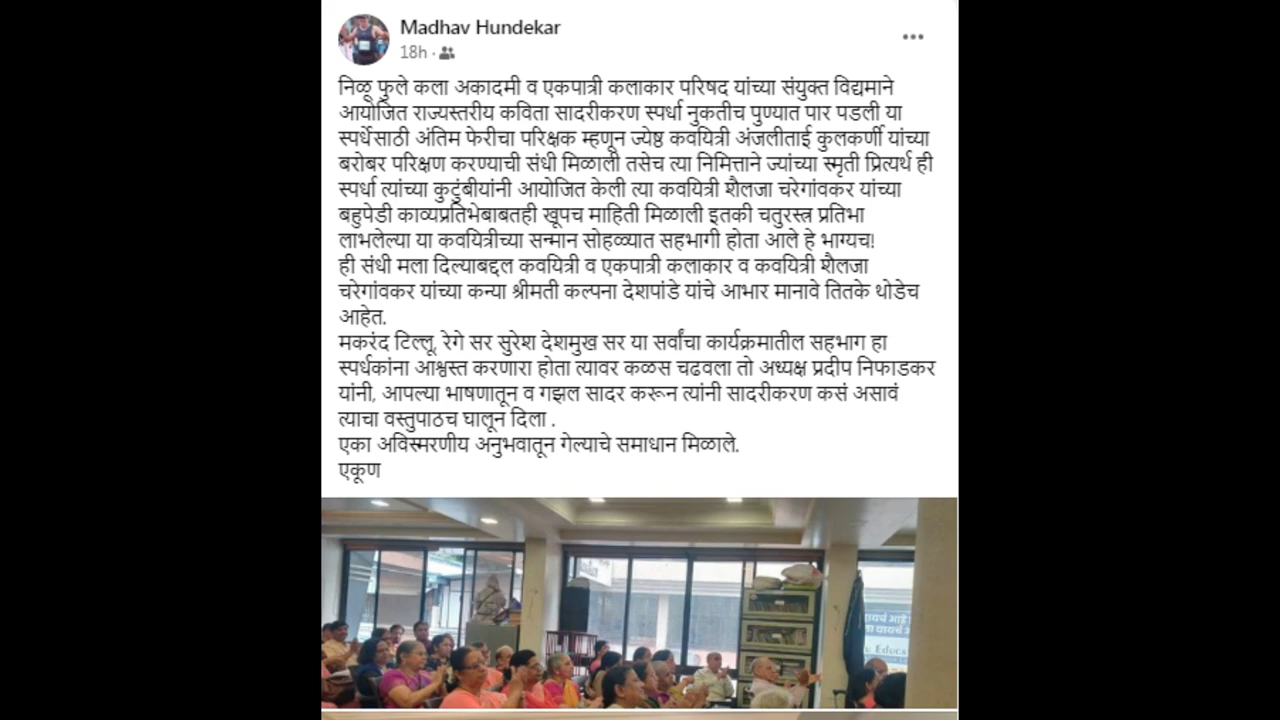 Madhav Hundekar
18h ·
निळू फुले कला अकादमी व एकपात्री कलाकार परिषद यांच्या संयुक्त विद्यमाने
आयोजित राज्यस्तरीय कविता सादरीकरण स्पर्धा नुकतीच पुण्यात पार पडली या
स्पर्धेसाठी अंतिम फेरीचा परिक्षक म्हणून ज्येष्ठ कवयित्री अंजलीताई कुलकर्णी यांच्या
बरोबर परिक्षण करण्याची संधी मिळाली तसेच त्या निमित्ताने ज्यांच्या स्मृती प्रित्यर्थ ही
स्पर्धा त्यांच्या कुटुंबीयांनी आयोजित केली त्या कवयित्री शैलजा चरेगांवकर यांच्या
बहुपेडी काव्यप्रतिभेबाबतही खूपच माहिती मिळाली इतकी चतुरस्त्र प्रतिभा
लाभलेल्या या कवयित्रीच्या सन्मान सोहळ्यात सहभागी होता आले हे भाग्यच!
ही संधी मला दिल्याबद्दल कवयित्री व एकपात्री कलाकार व कवयित्री शैलजा
चरेगांवकर यांच्या कन्या श्रीमती कल्पना देशपांडे यांचे आभार मानावे तितके थोडेच
आहेत.
मकरंद टिल्लू, रेगे सर सुरेश देशमुख सर या सर्वांचा कार्यक्रमातील सहभाग हा
स्पर्धकांना आश्वस्त करणारा होता त्यावर कळस चढवला तो अध्यक्ष प्रदीप निफाडकर
यांनी, आपल्या भाषणातून व गझल सादर करून त्यांनी सादरीकरण कसं असावं
त्याचा वस्तुपाठच घालून दिला .
एका अविस्मरणीय अनुभवातून गेल्याचे समाधान मिळाले.
एकूण